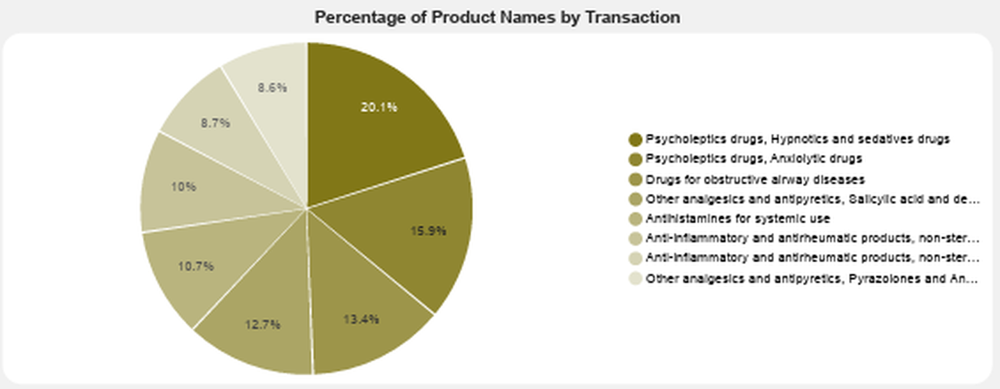 Percentage of Product Names by Transaction
8.6%
20.1%
8.7%
10%
15.9%
10.7%
13.4%
12.7%
Psycholeptics drugs, Hypnotics and sedatives drugs
Psycholeptics drugs, Anxiolytic drugs
Drugs for obstructive airway diseases
Other analgesics and antipyretics, Salicylic acid and de...
Antihistamines for systemic use
Anti-inflammatory and antirheumatic products, non-ster...
Anti-inflammatory and antirheumatic products, non-ster...
Other analgesics and antipyretics, Pyrazolones and An...